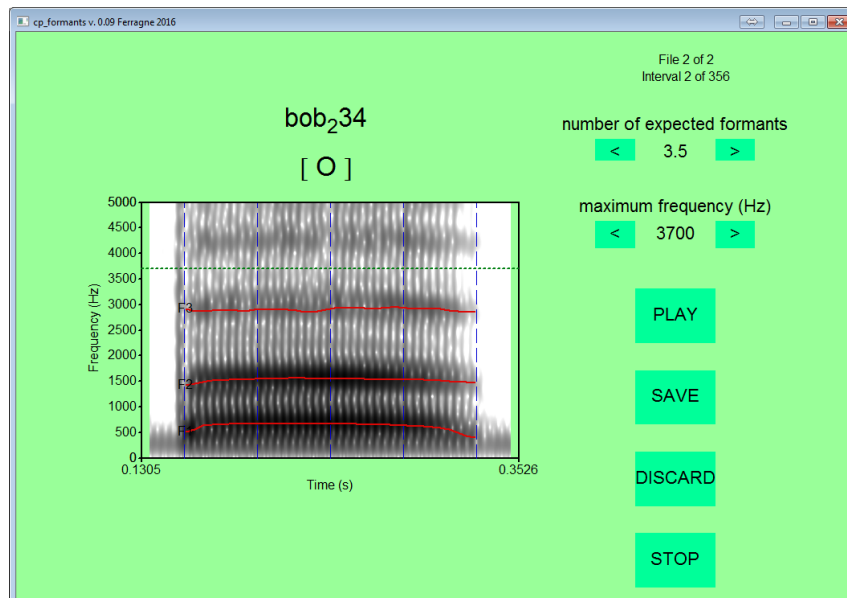 cp_formants v. 0.09 Ferragne 2016
File 2 of 2
Interval 2 of 356
bob₂34
[ O ]
number of expected formants
< 3.5 >
maximum frequency (Hz)
< 3700 >
5000
4500
4000
3500
3000
2500
2000
1500
1000
500
0
Frequency (Hz)
F3
F2
0.1305
0.3526
Time (s)
PLAY
SAVE
DISCARD
STOP